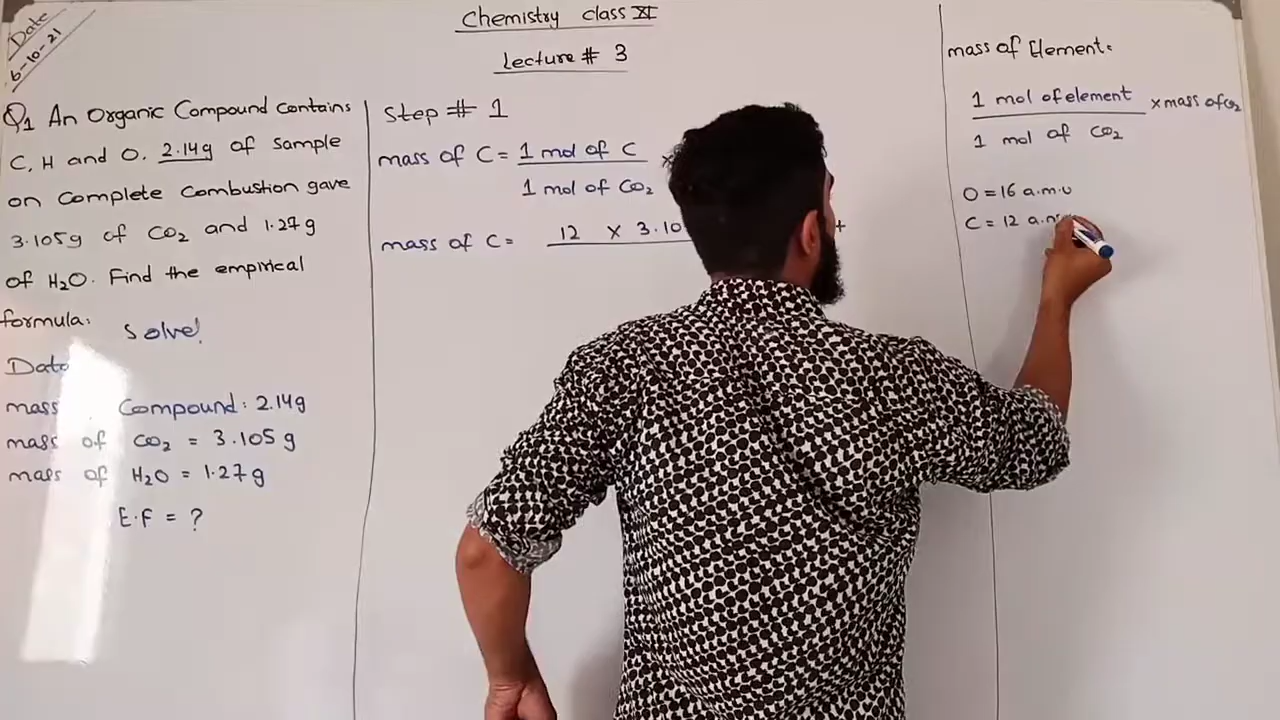 Date
6-10-21
Chemistry class XI
Lecture # 3
Q1 An Organic Compound contains
C, H and O. 2.14g of sample
on complete Combustion gave
3.105g of CO2 and 1.27g
of H2O. Find the empirical
formula.
Solve!
Data
mass Compound: 2.14g
mass of CO2 = 3.105 g
mass of H2O = 1.27g
E.F = ?
Step # 1
mass of C = 1 mol of C ×
1 mol of CO2
mass of C = 12 × 3.10
mass of Element:
1 mol of element × mass of CO2
1 mol of CO2
O = 16 a.m.u
C = 12 a.m